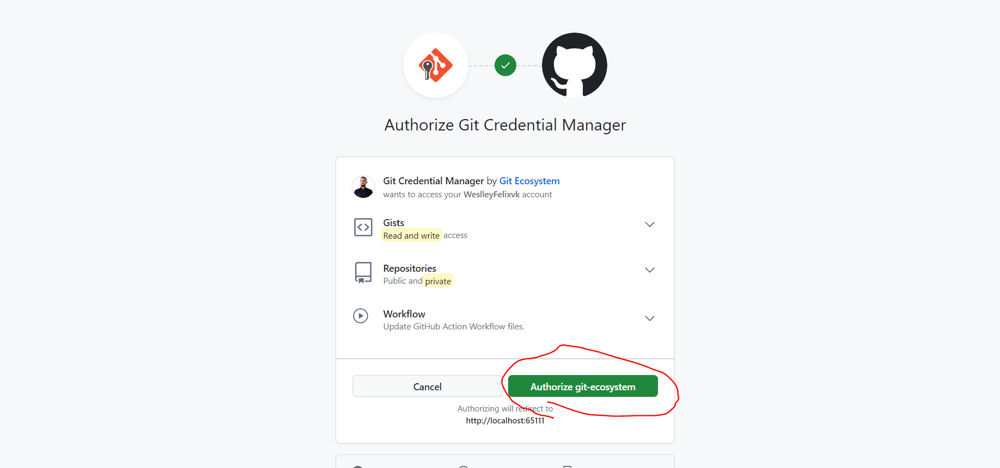 Authorize Git Credential Manager
Git Credential Manager by Git Ecosystem
wants to access your WeslleyFelixvk account
Gists
Read and write access
Repositories
Public and private
Workflow
Update GitHub Action Workflow files.
Cancel
Authorize git-ecosystem
Authorizing will redirect to
http://localhost:65111